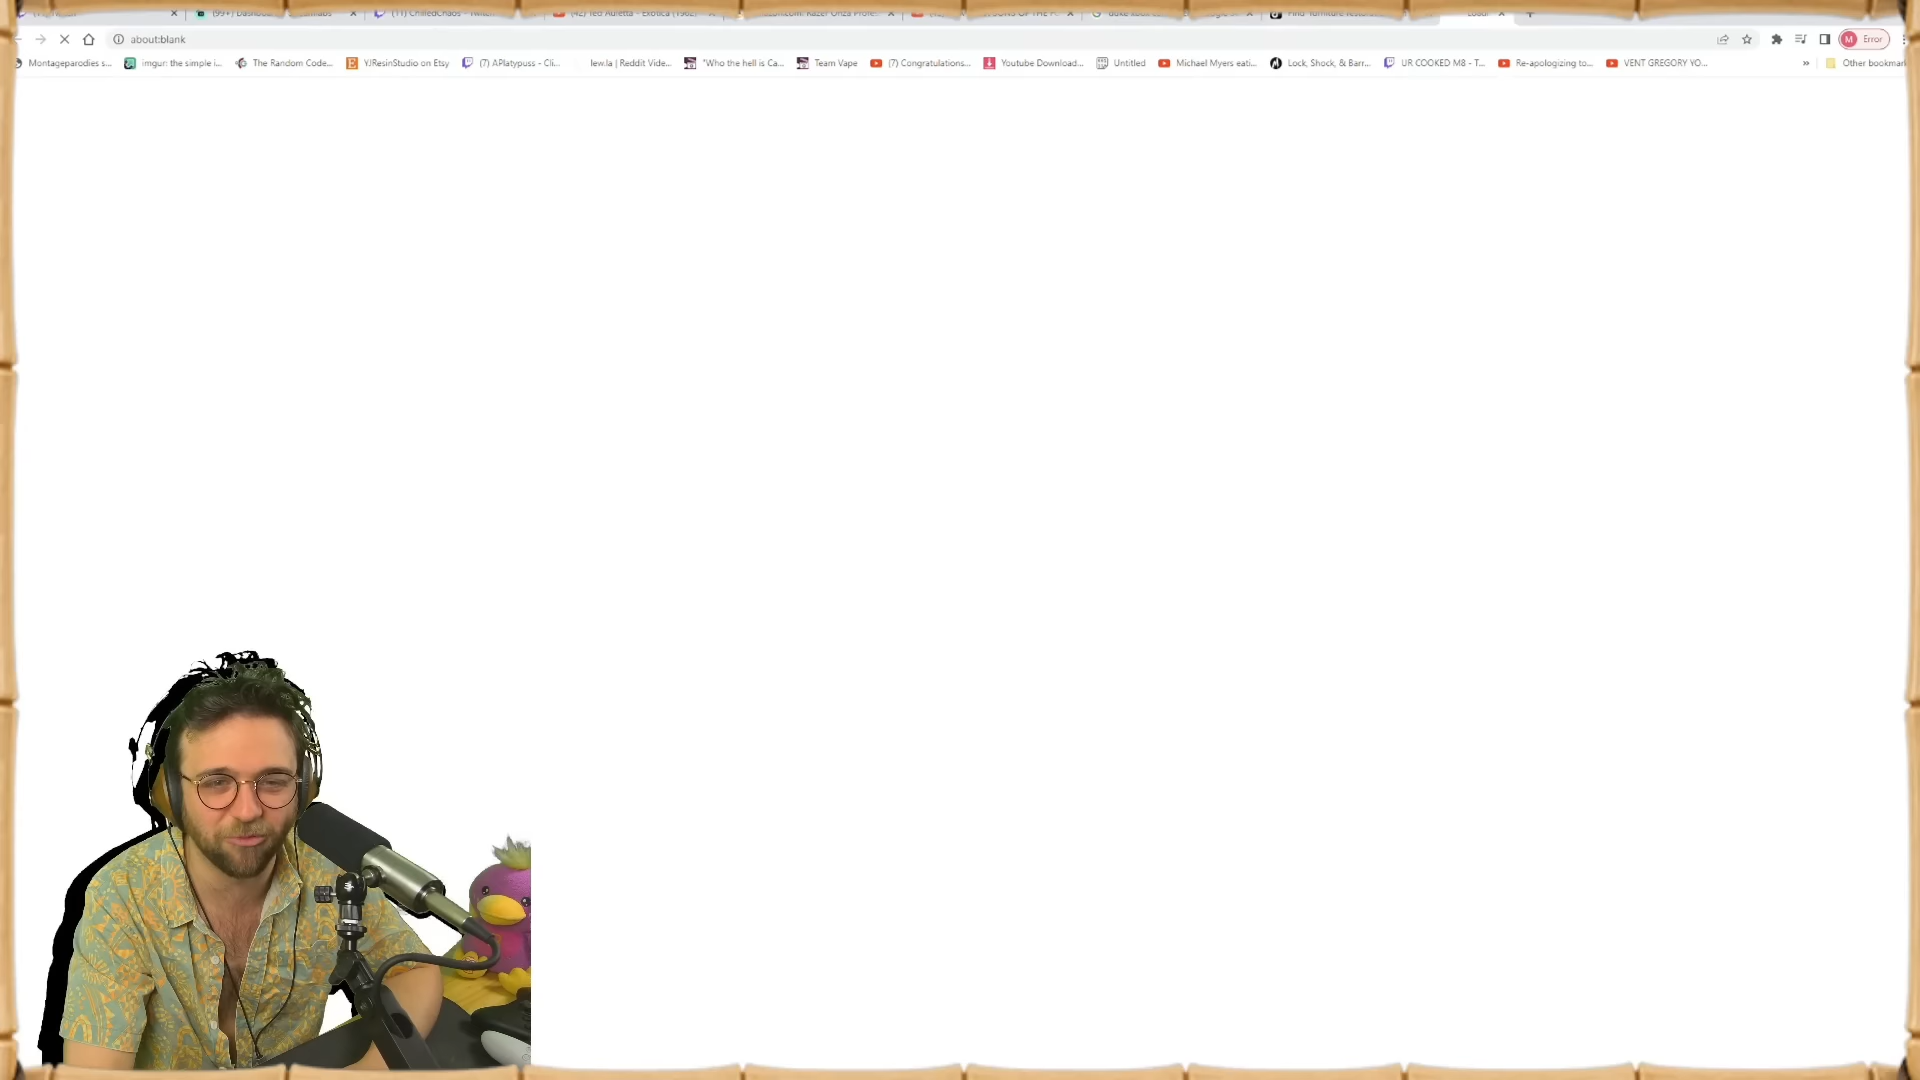 about:blank
M Error
Montageparodies s... imgur: the simple i... The Random Code... YJResinStudio on Etsy (7) APlatypuss - Cli... lew.la | Reddit Vide... "Who the hell is Ca... Team Vape (7) Congratulations... Youtube Download... Untitled Michael Myers eati... Lock, Shock, & Barr... UR COOKED M8 - T... Re-apologizing to... VENT GREGORY YO... » Other bookmar